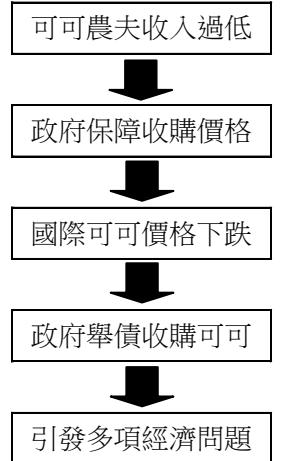 可可農夫收入過低
政府保障收購價格
國際可可價格下跌
政府舉債收購可可
引發多項經濟問題